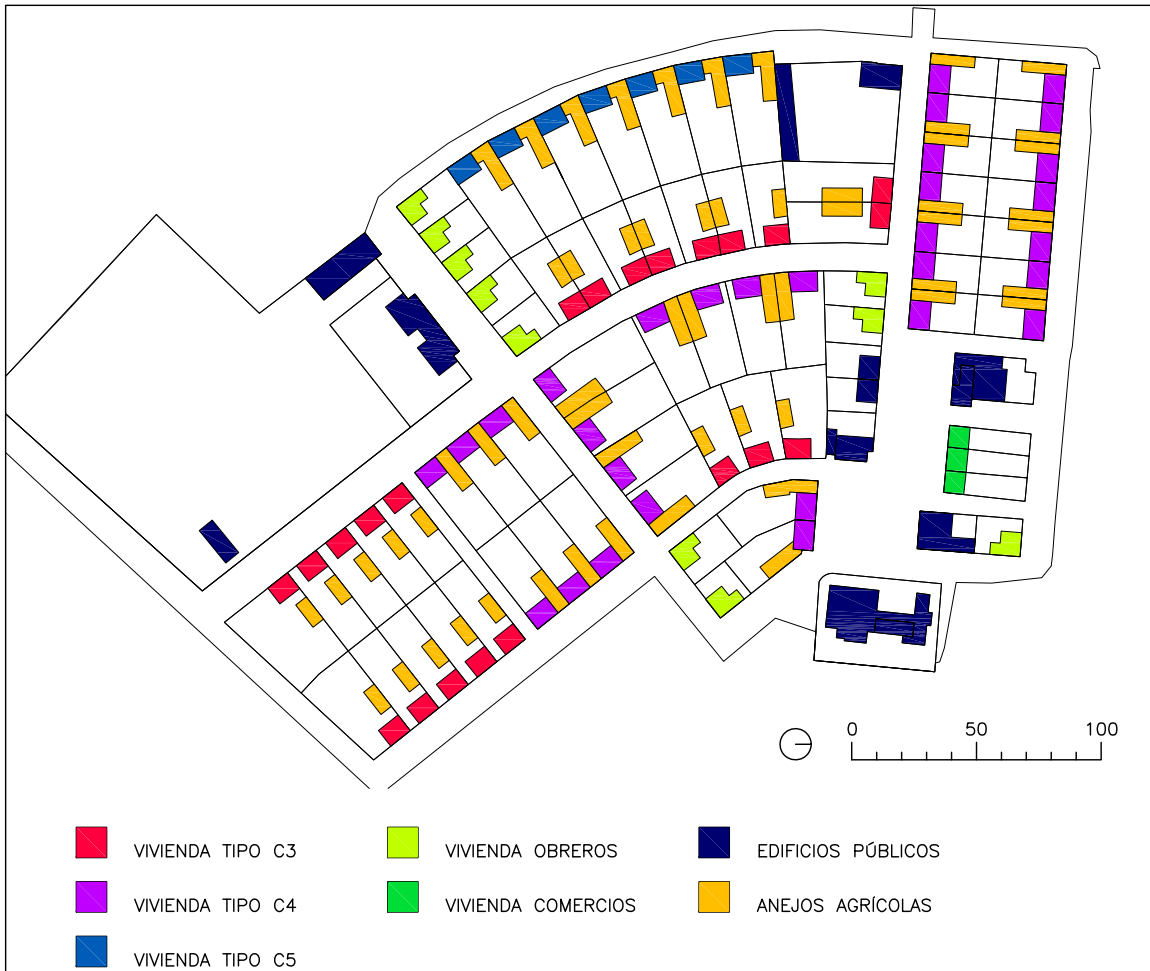 0 50 100
VIVIENDA TIPO C3
VIVIENDA OBREROS
EDIFICIOS PÚBLICOS
VIVIENDA TIPO C4
VIVIENDA COMERCIOS
ANEJOS AGRÍCOLAS
VIVIENDA TIPO C5